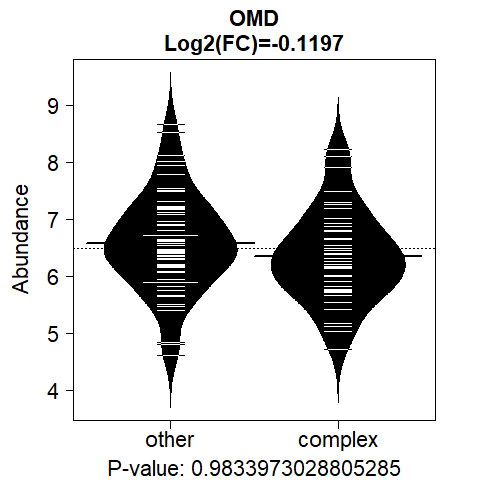 OMD
Log2(FC)=-0.1197
Abundance
9
8
7
6
5
4
other complex
P-value: 0.9833973028805285